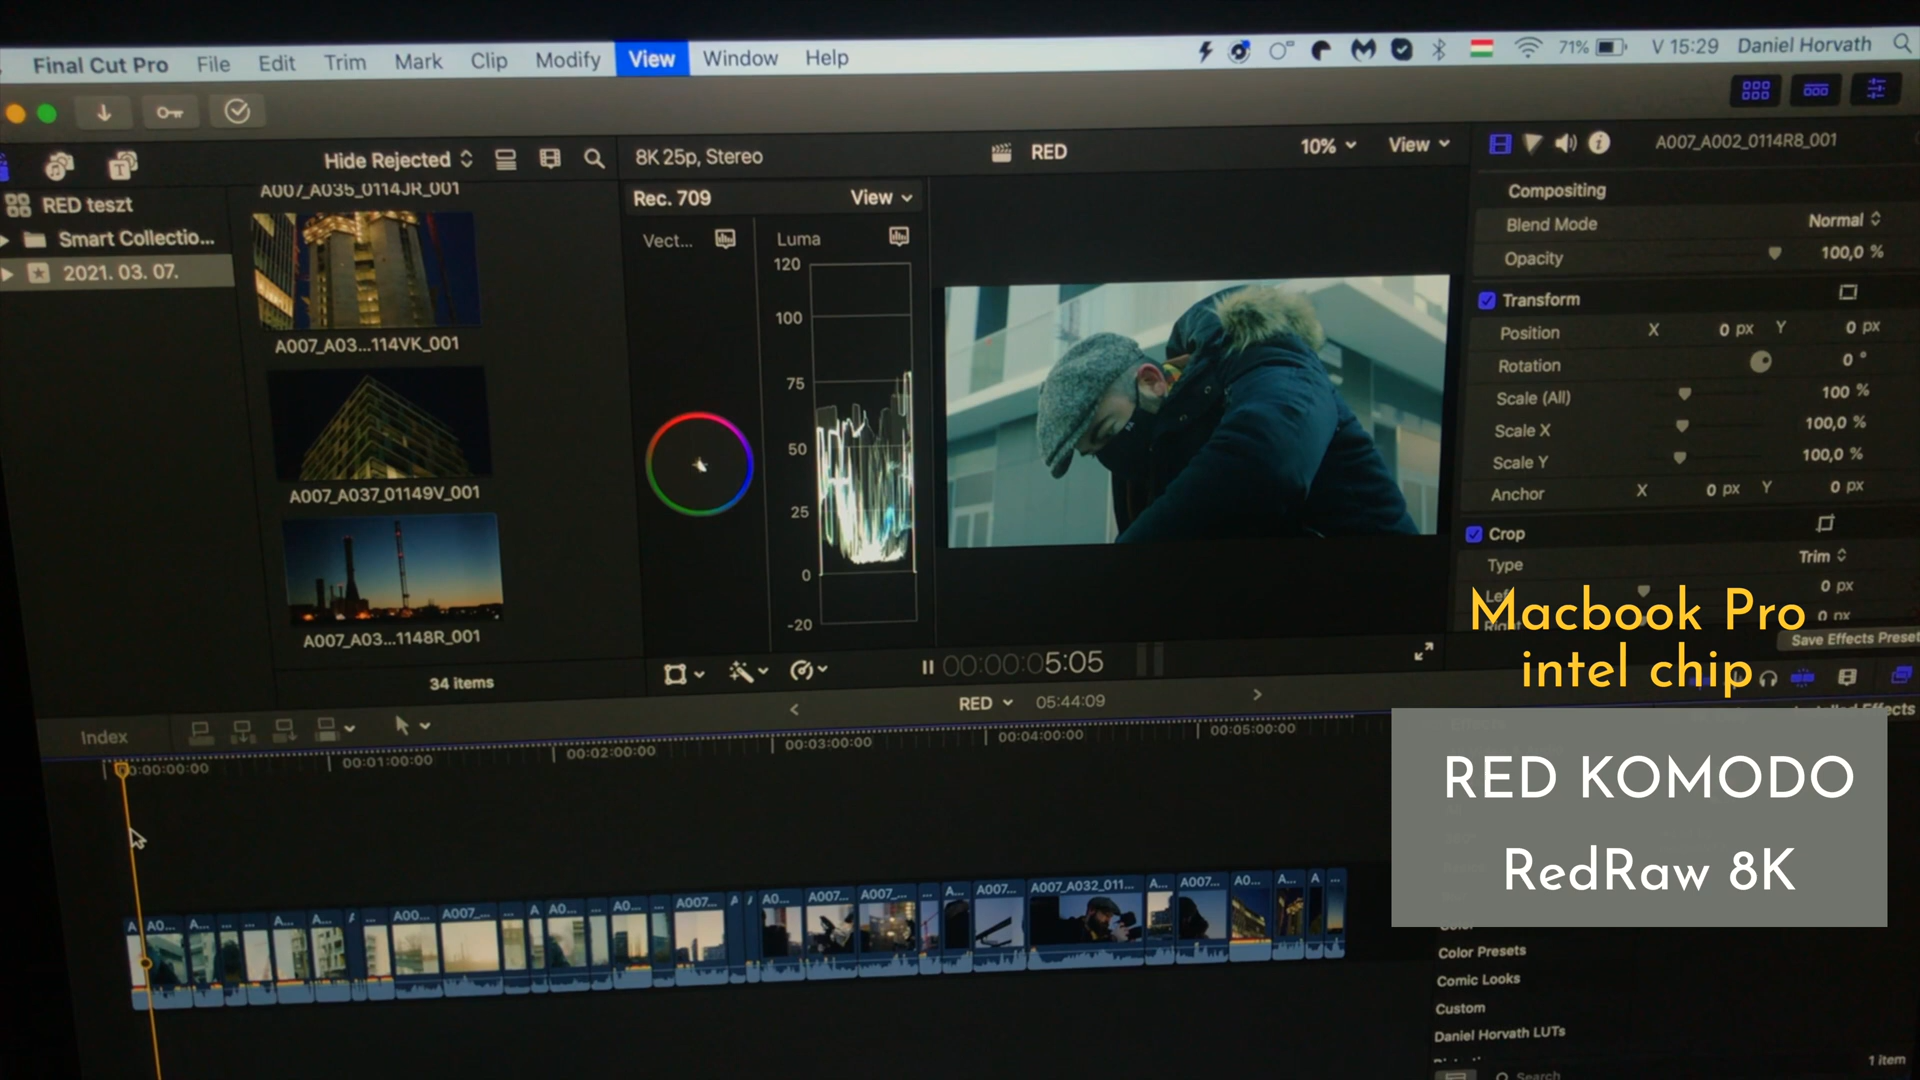 Final Cut Pro File Edit Trim Mark Clip Modify View Window Help 71% V 15:29 Daniel Horvath
Hide Rejected
8K 25p, Stereo
RED
10% View
A007_A002_0114R8_001
RED teszt
Smart Collectio...
2021. 03. 07.
A007_A035_0114JR_001
A007_A03...114VK_001
A007_A037_01149V_001
A007_A03...1148R_001
34 items
Rec. 709 View
Vect... Luma
120
100
75
50
25
0
-20
Compositing
Blend Mode Normal
Opacity 100,0 %
Transform
Position X 0 px Y 0 px
Rotation 0 °
Scale (All) 100 %
Scale X 100,0 %
Scale Y 100,0 %
Anchor X 0 px Y 0 px
Crop
Type Trim
0 px
0 px
Save Effects Preset
00:00:05:05
RED 05:44:09
Index
00:00:00:00 00:01:00:00 00:02:00:00 00:03:00:00 00:04:00:00 00:05:00:00
Macbook Pro
intel chip
RED KOMODO
RedRaw 8K
A A0... A... ... ... A... A... ... A00... A007_... ... A A0... ... A0... ... A007... A0... A007... A007_... ... A... A007... A007_A032_011... A... A007... A0... A... A ...
Color
Color Presets
Comic Looks
Custom
Daniel Horvath LUTs
1 item
Search